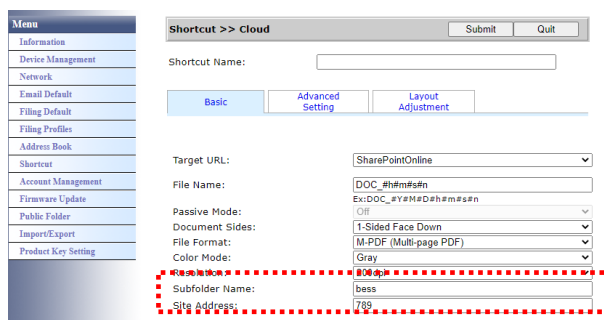 Menu
Information
Device Management
Network
Email Default
Filing Default
Filing Profiles
Address Book
Shortcut
Account Management
Firmware Update
Public Folder
Import/Export
Product Key Setting
Shortcut >> Cloud
Submit
Quit
Shortcut Name:
Basic
Advanced
Setting
Layout
Adjustment
Target URL: SharePointOnline
File Name: DOC_#h#m#s#n
Ex:DOC_#Y#M#D#h#m#s#n
Passive Mode: Off
Document Sides: 1-Sided Face Down
File Format: M-PDF (Multi-page PDF)
Color Mode: Gray
Resolution: 200dpi
Subfolder Name: bess
Site Address: 789